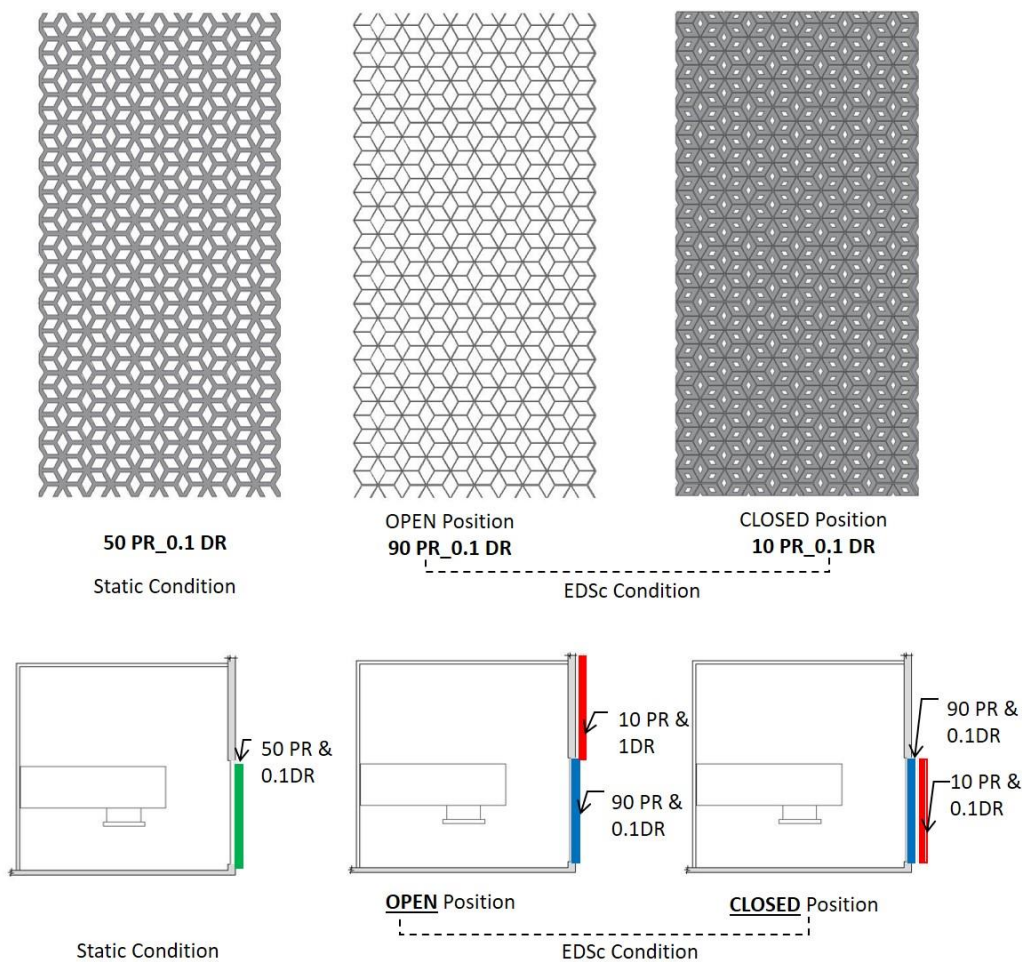 50 PR_0.1 DR
Static Condition
OPEN Position
90 PR_0.1 DR
CLOSED Position
10 PR_0.1 DR
EDSc Condition
50 PR &
0.1DR
10 PR &
1DR
90 PR &
0.1DR
90 PR &
0.1DR
10 PR &
0.1DR
OPEN Position
CLOSED Position
Static Condition
EDSc Condition